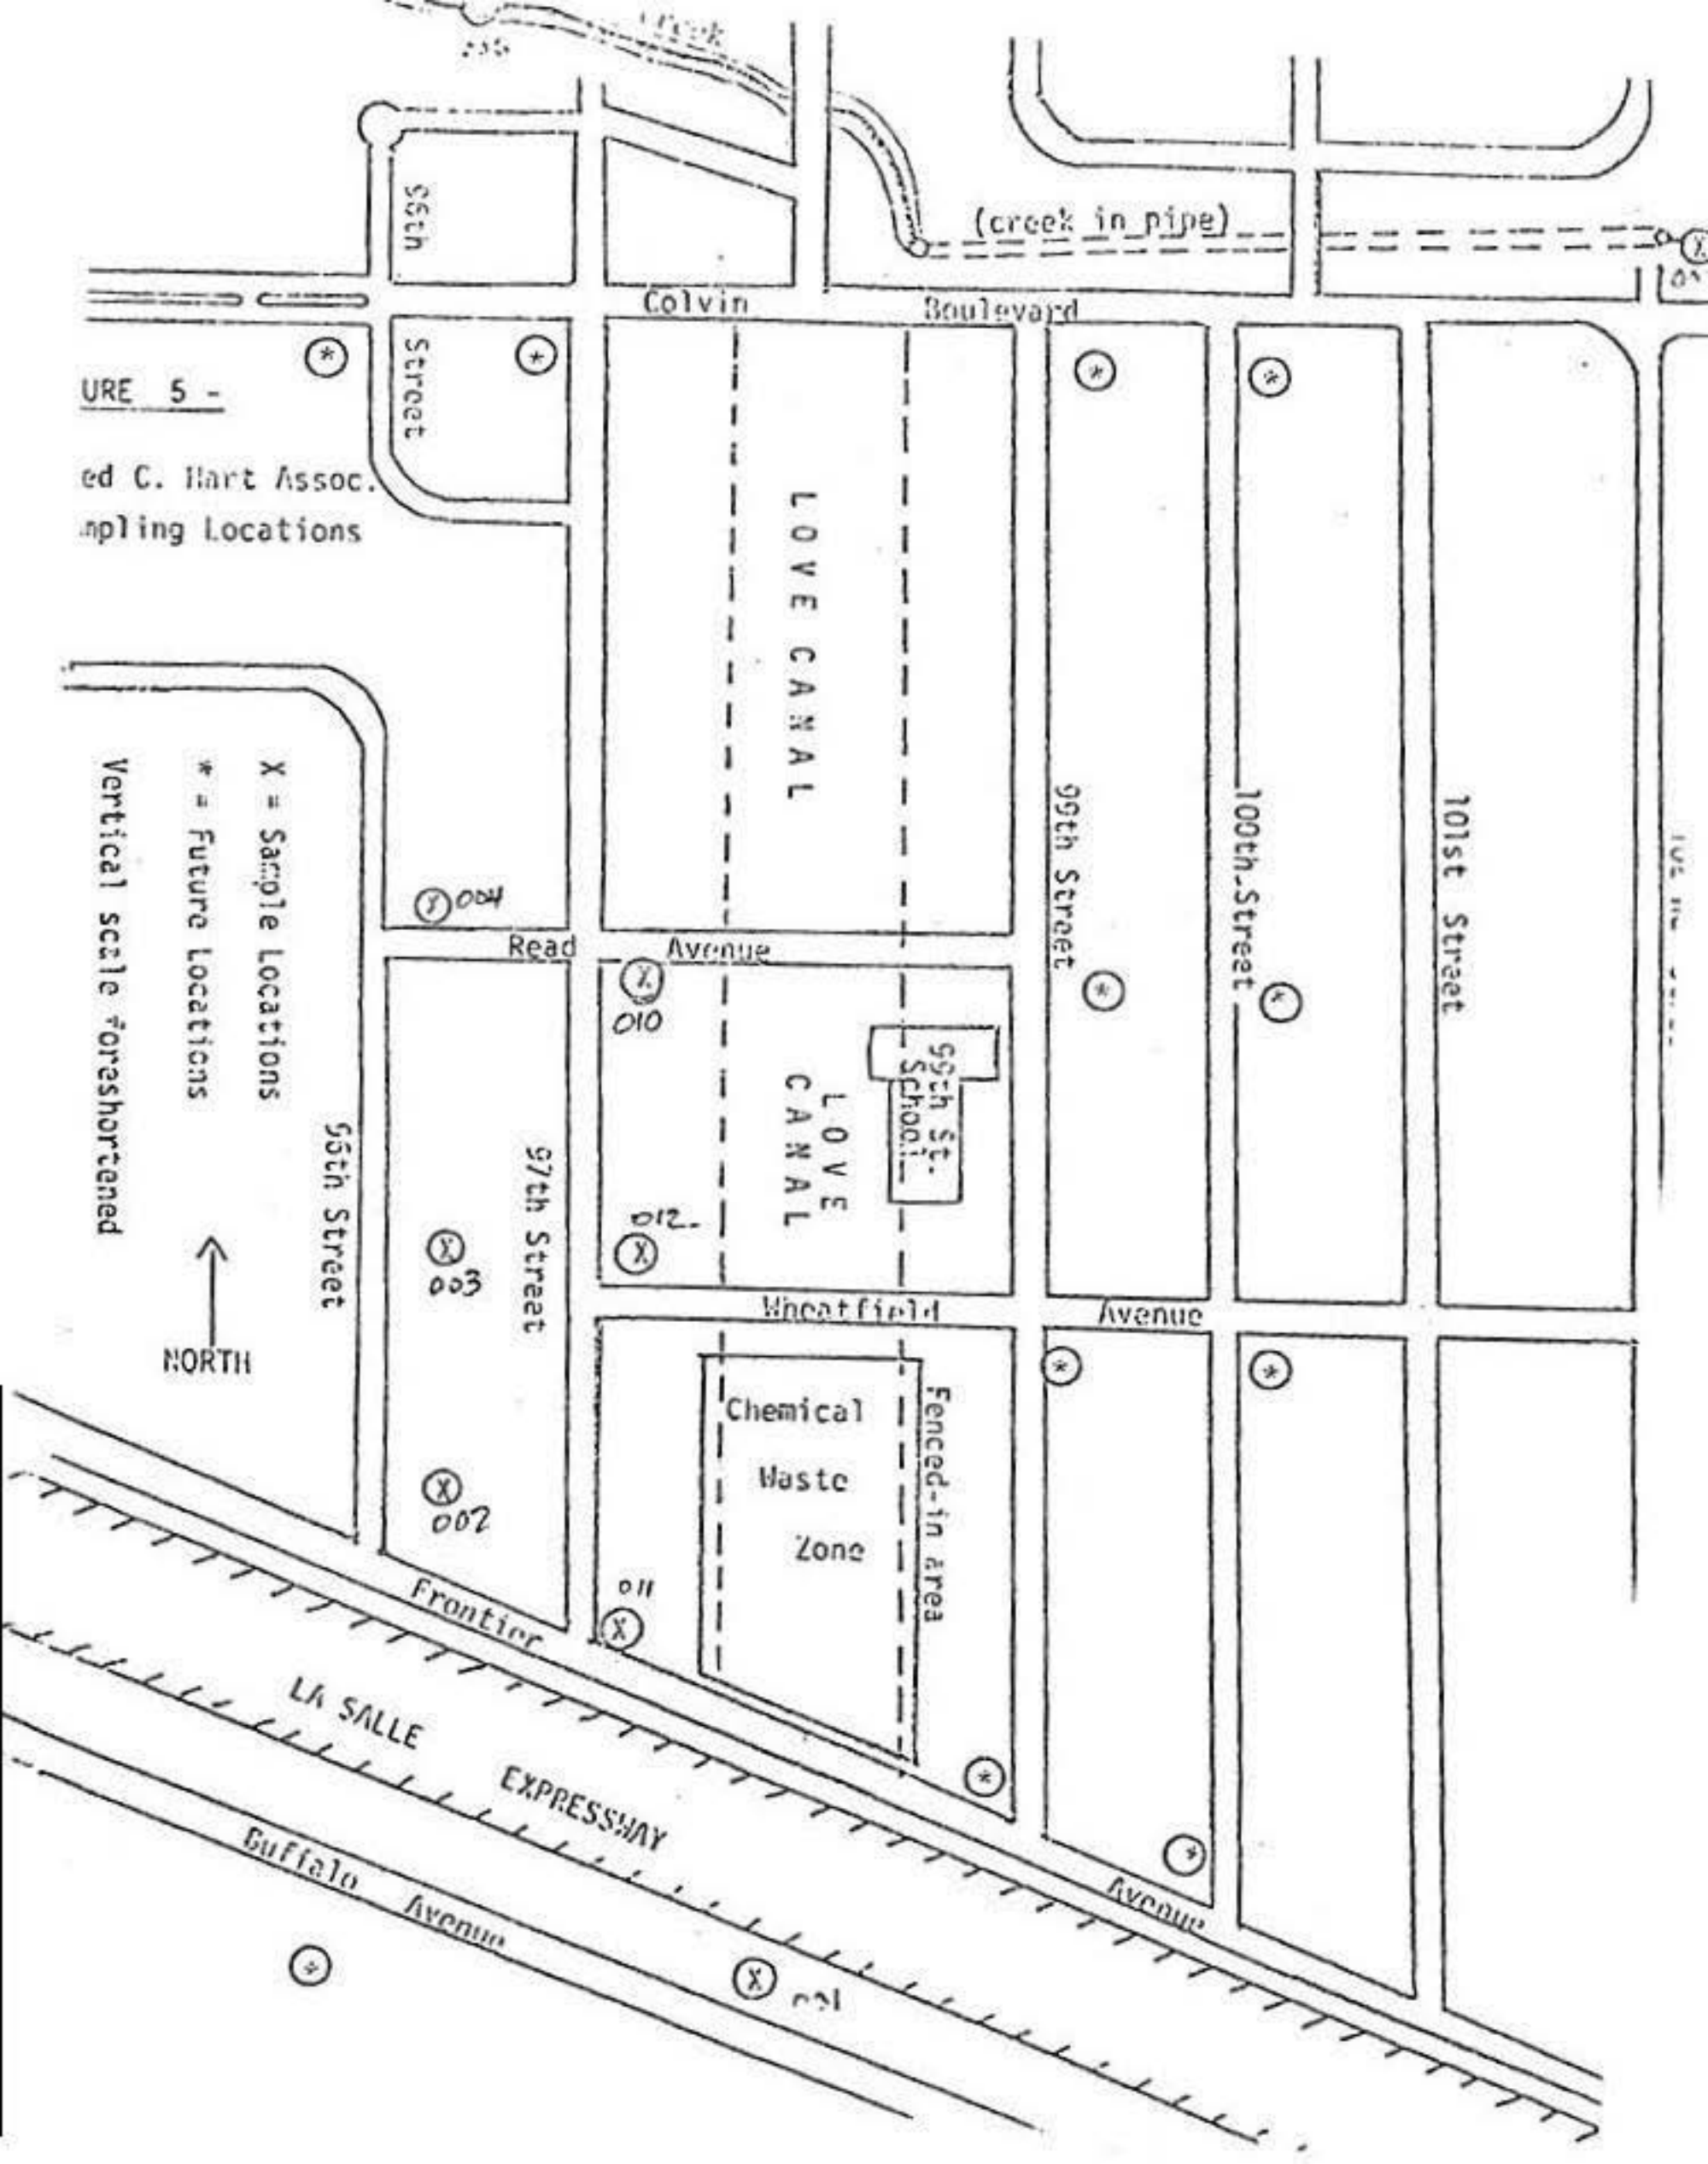 Creek
96th
Street
(creek in pipe)
Colvin Boulevard
URE 5 -
ed C. Hart Assoc.
mpling Locations
LOVE CANAL
99th Street
100th Street
101st Street
X = Sample Locations
* = Future Locations
Vertical scale foreshortened
004
Read Avenue
010
99th St.
School
LOVE
CANAL
012
96th Street
97th Street
003
NORTH
Wheatfield Avenue
Chemical
Waste
Zone
Fenced-in area
002
011
Frontier Avenue
LA SALLE EXPRESSWAY
Buffalo Avenue
001